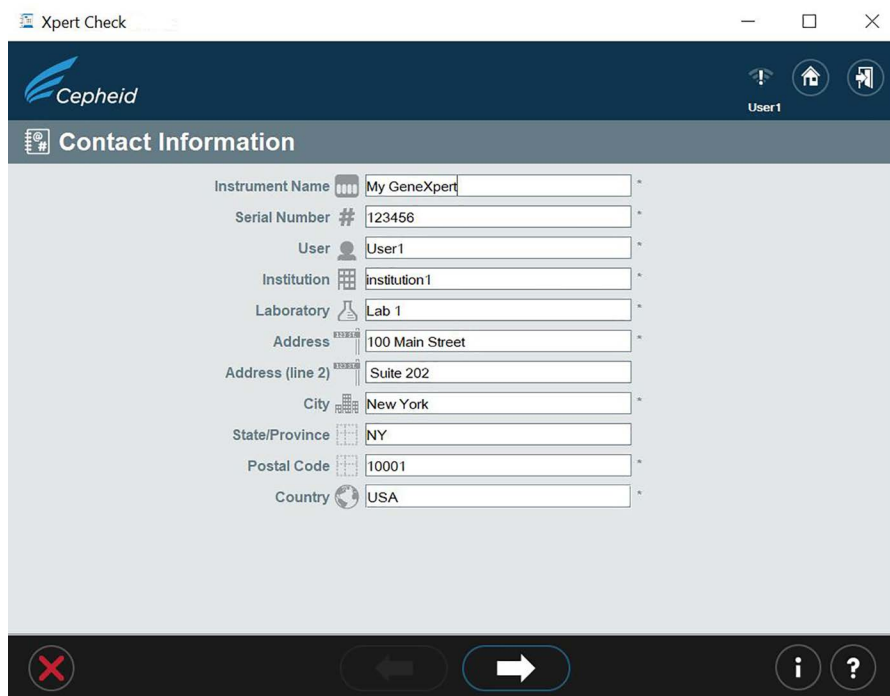 Xpert Check
Cepheid
User1
Contact Information
Instrument Name My GeneXpert *
Serial Number # 123456 *
User User1 *
Institution institution1 *
Laboratory Lab 1 *
Address 100 Main Street *
Address (line 2) Suite 202
City New York *
State/Province NY
Postal Code 10001 *
Country USA *
i ?